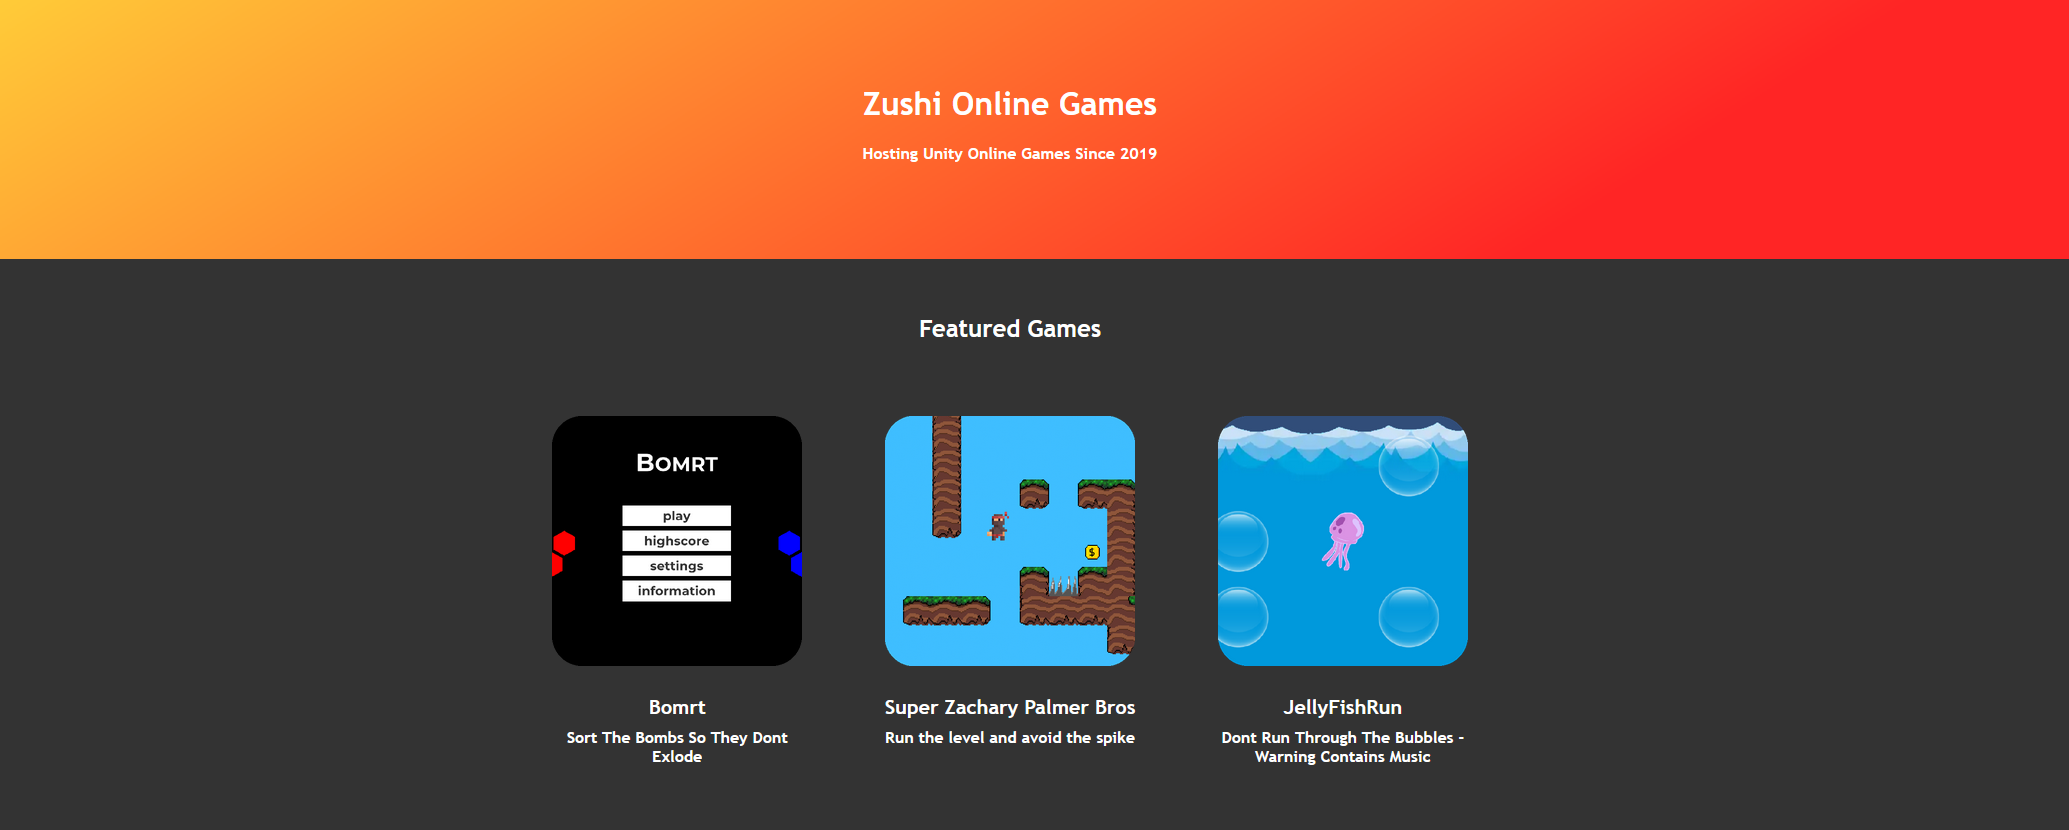 Zushi Online Games
Hosting Unity Online Games Since 2019
Featured Games
BOMRT
play
highscore
settings
information
$
Bomrt
Sort The Bombs So They Dont
Exlode
Super Zachary Palmer Bros
Run the level and avoid the spike
JellyFishRun
Dont Run Through The Bubbles -
Warning Contains Music